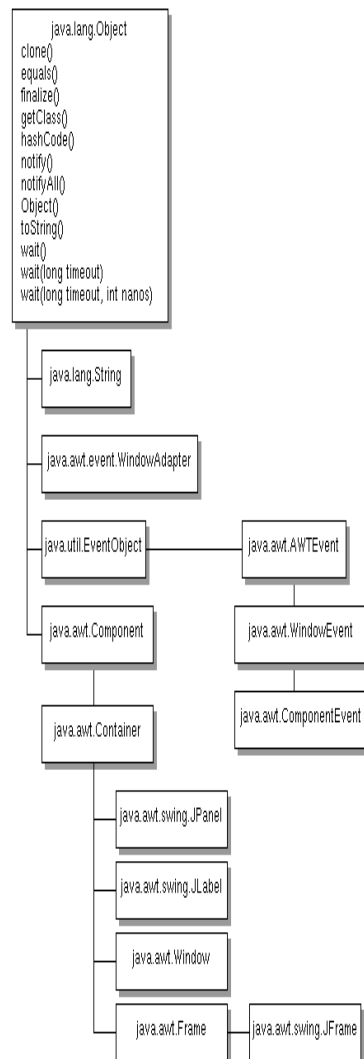 java.lang.Object
clone()
equals()
finalize()
getClass()
hashCode()
notify()
notifyAll()
Object()
toString()
wait()
wait(long timeout)
wait(long timeout, int nanos)
java.lang.String
java.awt.event.WindowAdapter
java.util.EventObject
java.awt.AWTEvent
java.awt.Component
java.awt.WindowEvent
java.awt.Container
java.awt.ComponentEvent
java.awt.swing.JPanel
java.awt.swing.JLabel
java.awt.Window
java.awt.Frame
java.awt.swing.JFrame